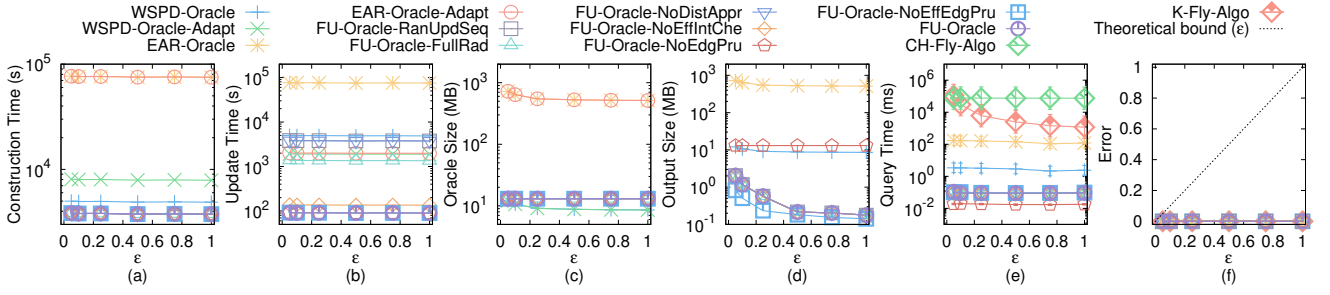 WSPD-Oracle
WSPD-Oracle-Adapt
EAR-Oracle
EAR-Oracle-Adapt
FU-Oracle-RanUpdSeq
FU-Oracle-FullRad
FU-Oracle-NoDistAppr
FU-Oracle-NoEffIntChe
FU-Oracle-NoEdgPru
FU-Oracle-NoEffEdgPru
FU-Oracle
CH-Fly-Algo
K-Fly-Algo
Theoretical bound (ε)
Construction Time (s)
10^5
10^4
0 0.2 0.4 0.6 0.8 1
ε
(a)
Update Time (s)
10^5
10^4
10^3
10^2
0 0.2 0.4 0.6 0.8 1
ε
(b)
Oracle Size (MB)
10^3
10^2
10^1
0 0.2 0.4 0.6 0.8 1
ε
(c)
Output Size (MB)
10^3
10^2
10^1
10^0
10^-1
0 0.2 0.4 0.6 0.8 1
ε
(d)
Query Time (ms)
10^6
10^4
10^2
10^0
10^-2
0 0.2 0.4 0.6 0.8 1
ε
(e)
Error
1
0.8
0.6
0.4
0.2
0
0 0.2 0.4 0.6 0.8 1
ε
(f)